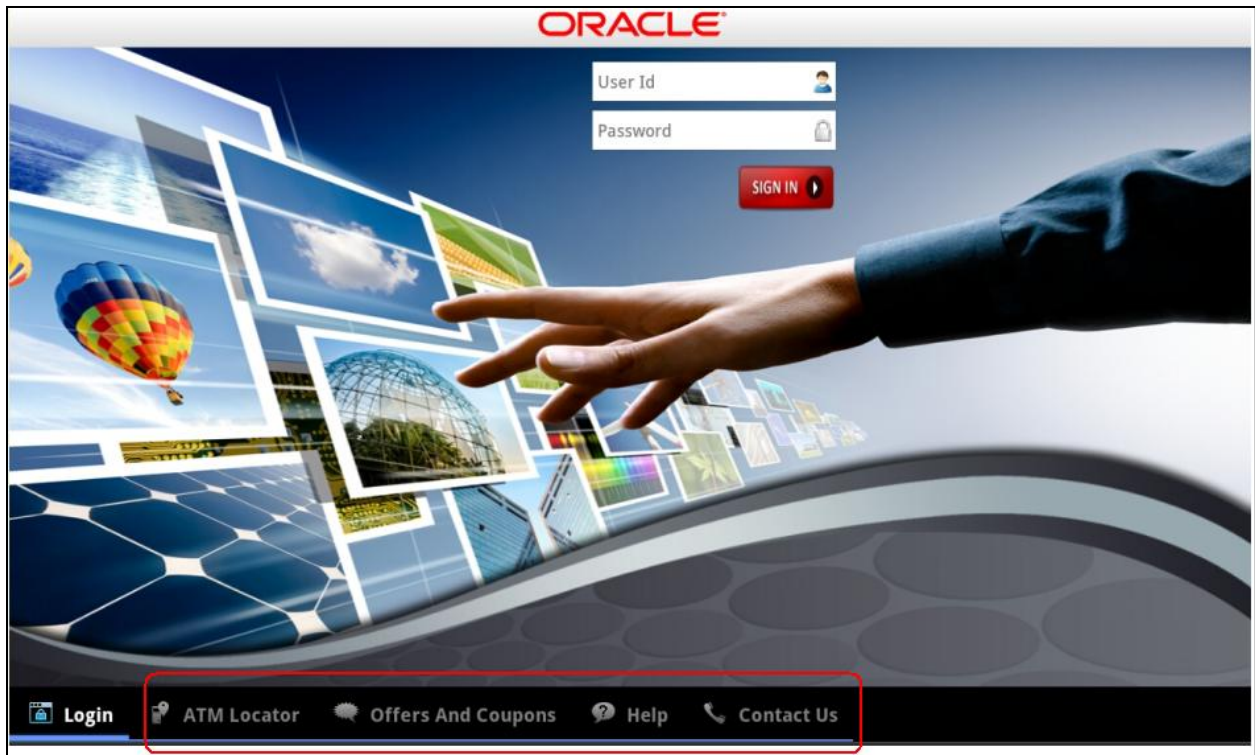 ORACLE®
User Id
Password
SIGN IN
Login ATM Locator Offers And Coupons Help Contact Us